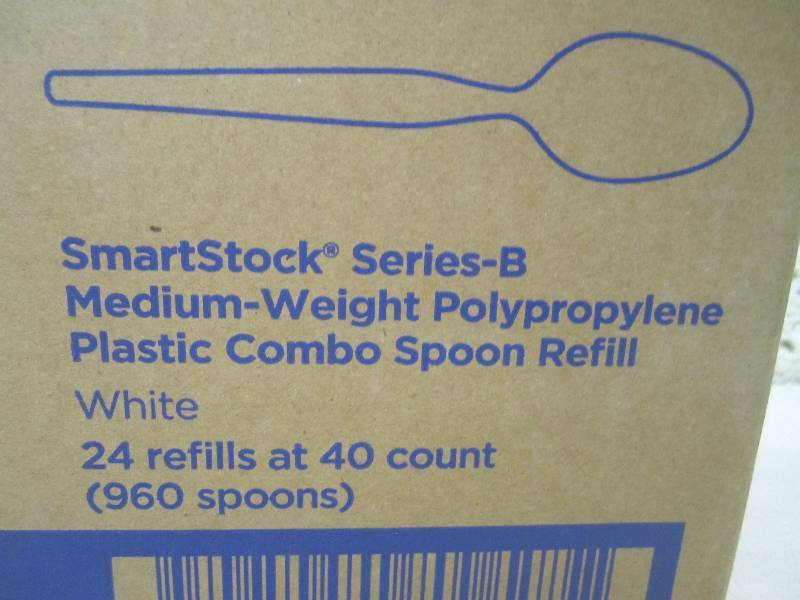 SmartStock® Series-B
Medium-Weight Polypropylene
Plastic Combo Spoon Refill
White
24 refills at 40 count
(960 spoons)